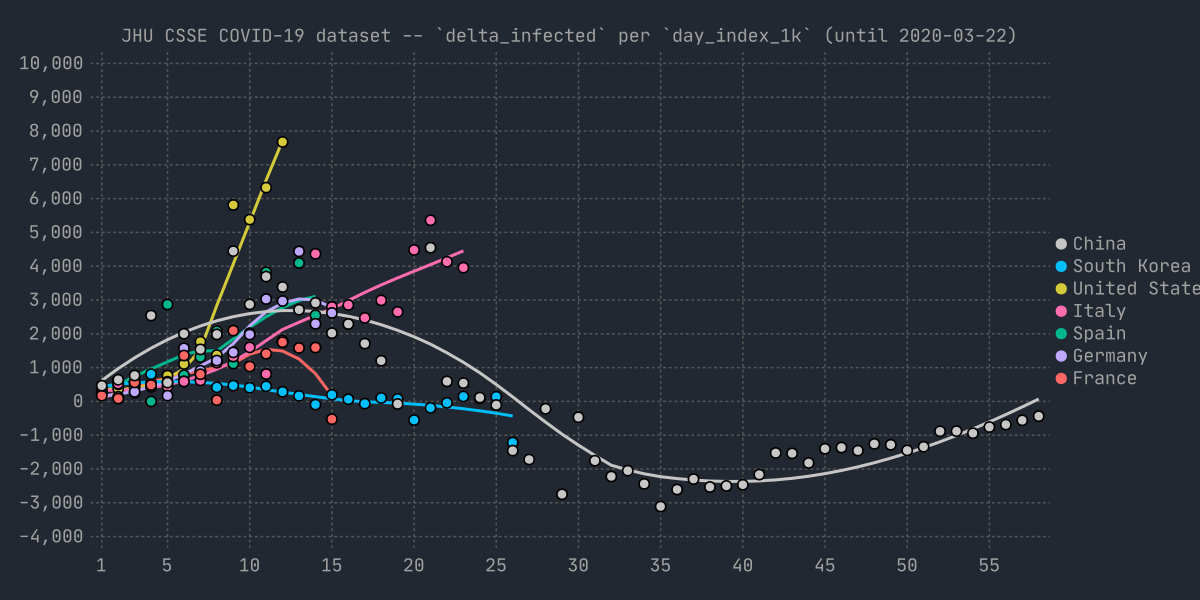 JHU CSSE COVID-19 dataset -- `delta_infected` per `day_index_1k` (until 2020-03-22)
10,000
9,000
8,000
7,000
6,000
5,000
4,000
3,000
2,000
1,000
0
-1,000
-2,000
-3,000
-4,000
1 5 10 15 20 25 30 35 40 45 50 55
China
South Korea
United State
Italy
Spain
Germany
France